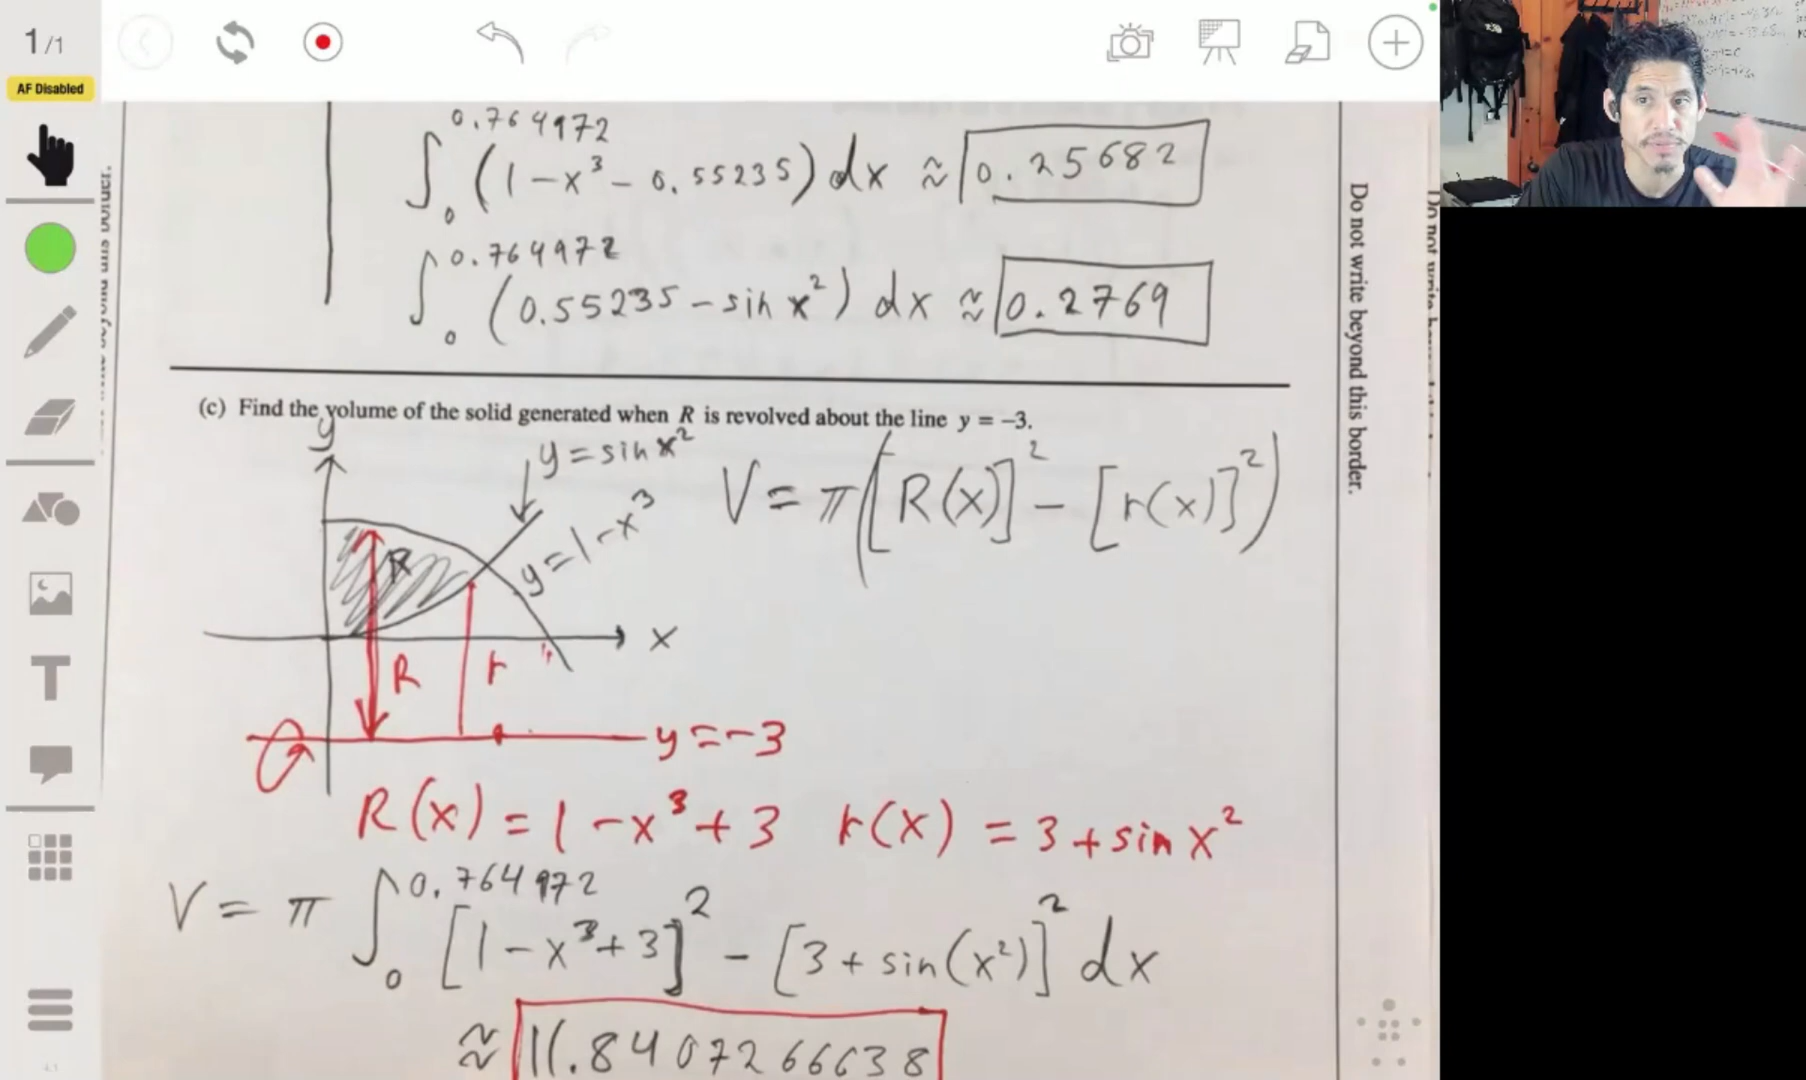 1/1
AF Disabled
0.764972
∫₀ (1-x³-0.55235)dx ≈ 0.25682
0.764972
∫₀ (0.55235-sin x²) dx ≈ 0.2769
(c) Find the volume of the solid generated when R is revolved about the line y = -3.
y
y=sin x²
V=π([R(x)]²-[r(x)]²)
y=1-x³
R
x
R
r
y=-3
R(x)=1-x³+3 r(x)=3+sin x²
V=π ∫₀^0.764972 [1-x³+3]²-[3+sin(x²)]² dx
≈ 11.8407266638
Do not write beyond this border.
T